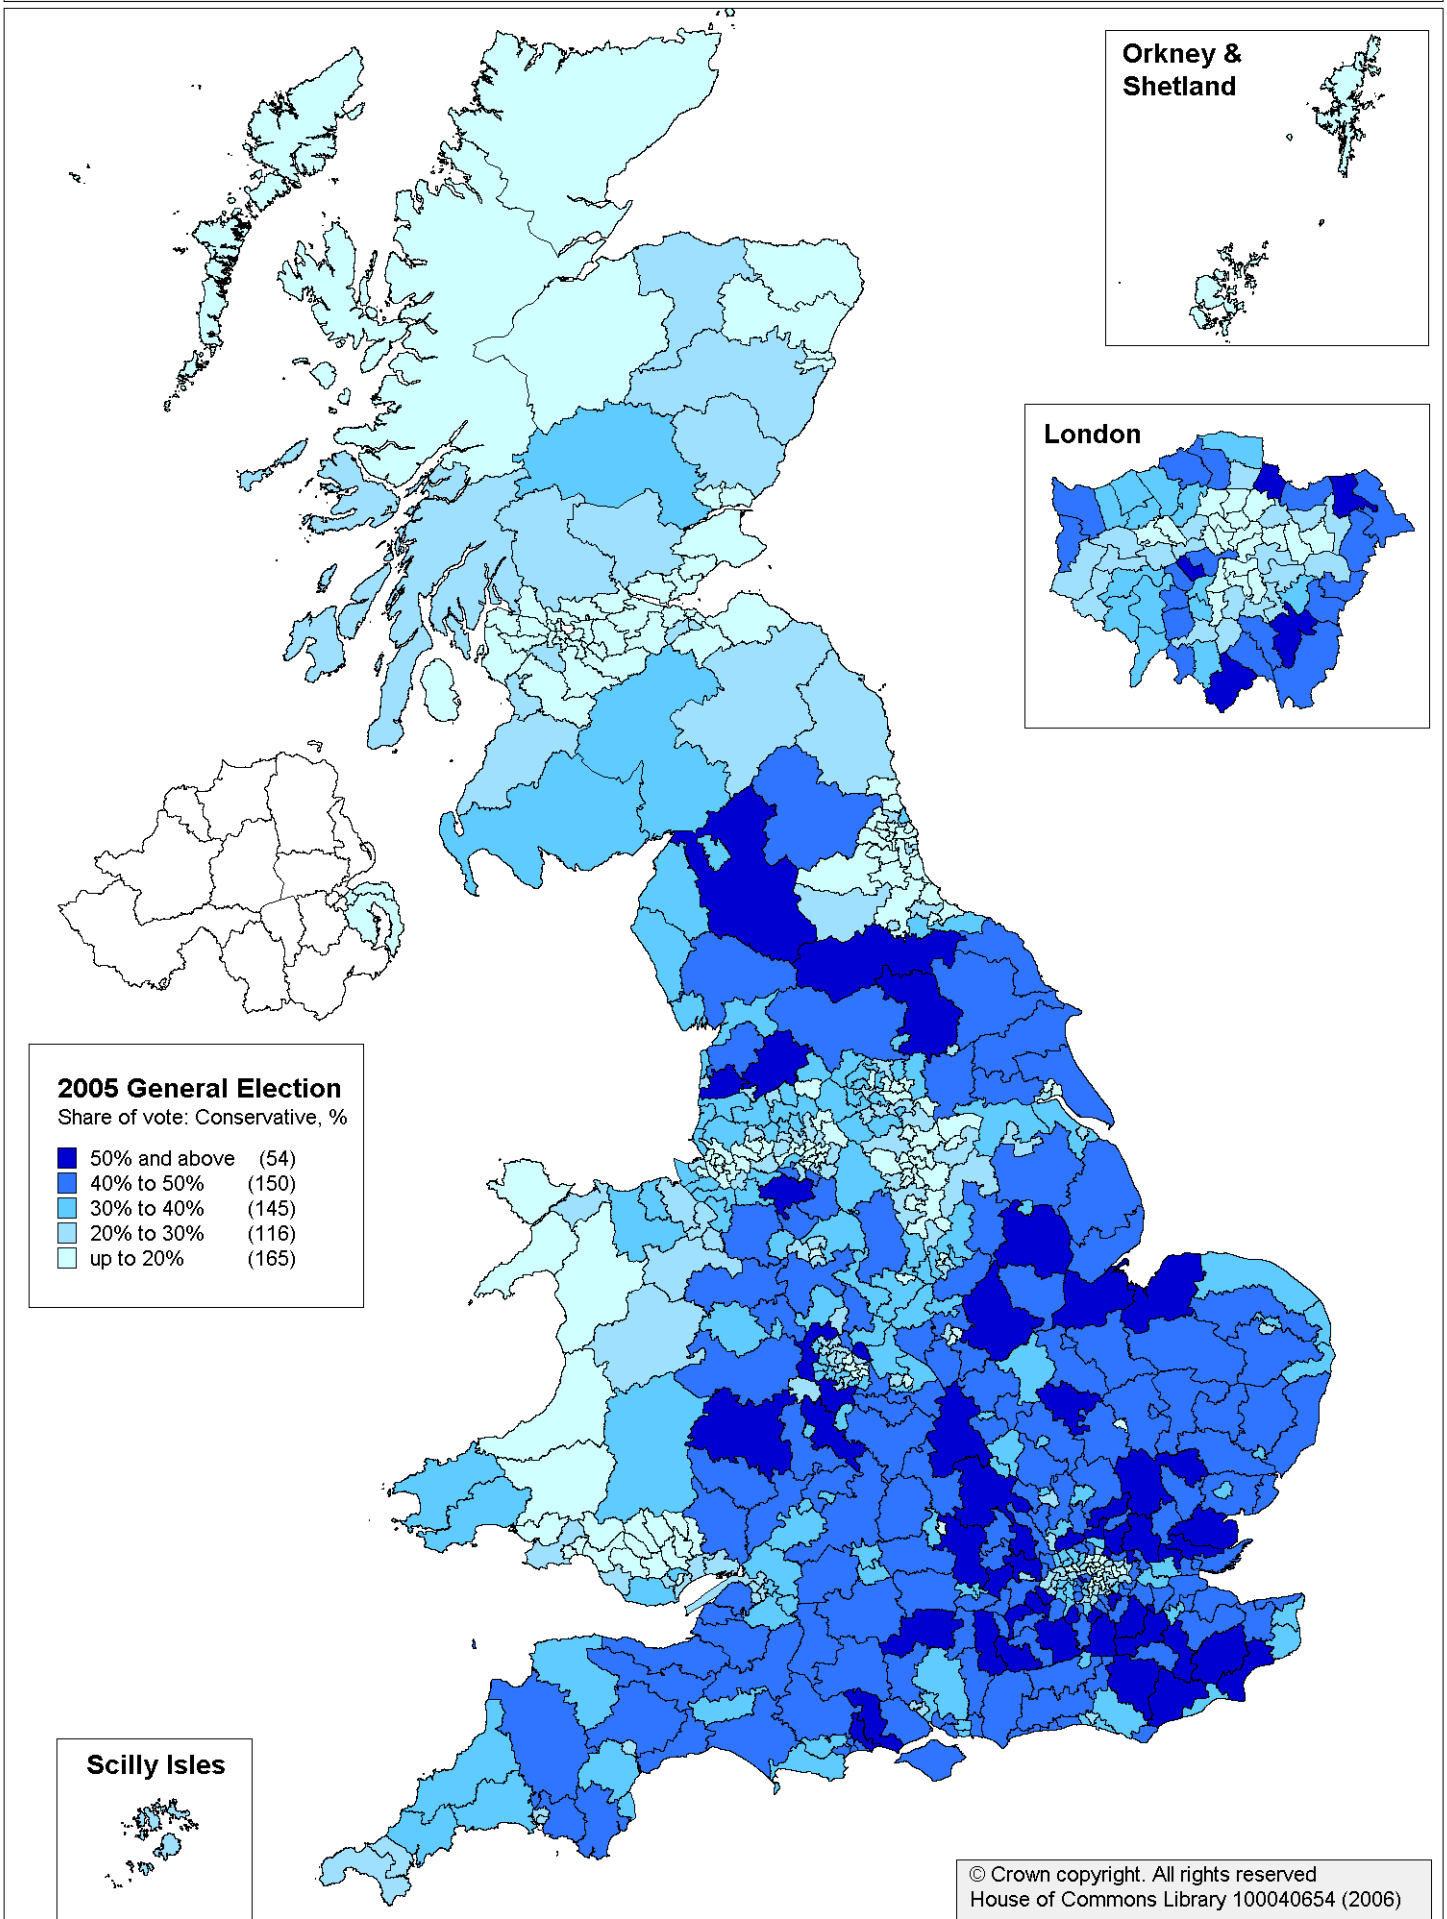 Orkney &
Shetland
London
2005 General Election
Share of vote: Conservative, %
50% and above (54)
40% to 50% (150)
30% to 40% (145)
20% to 30% (116)
up to 20% (165)
Scilly Isles
© Crown copyright. All rights reserved
House of Commons Library 100040654 (2006)